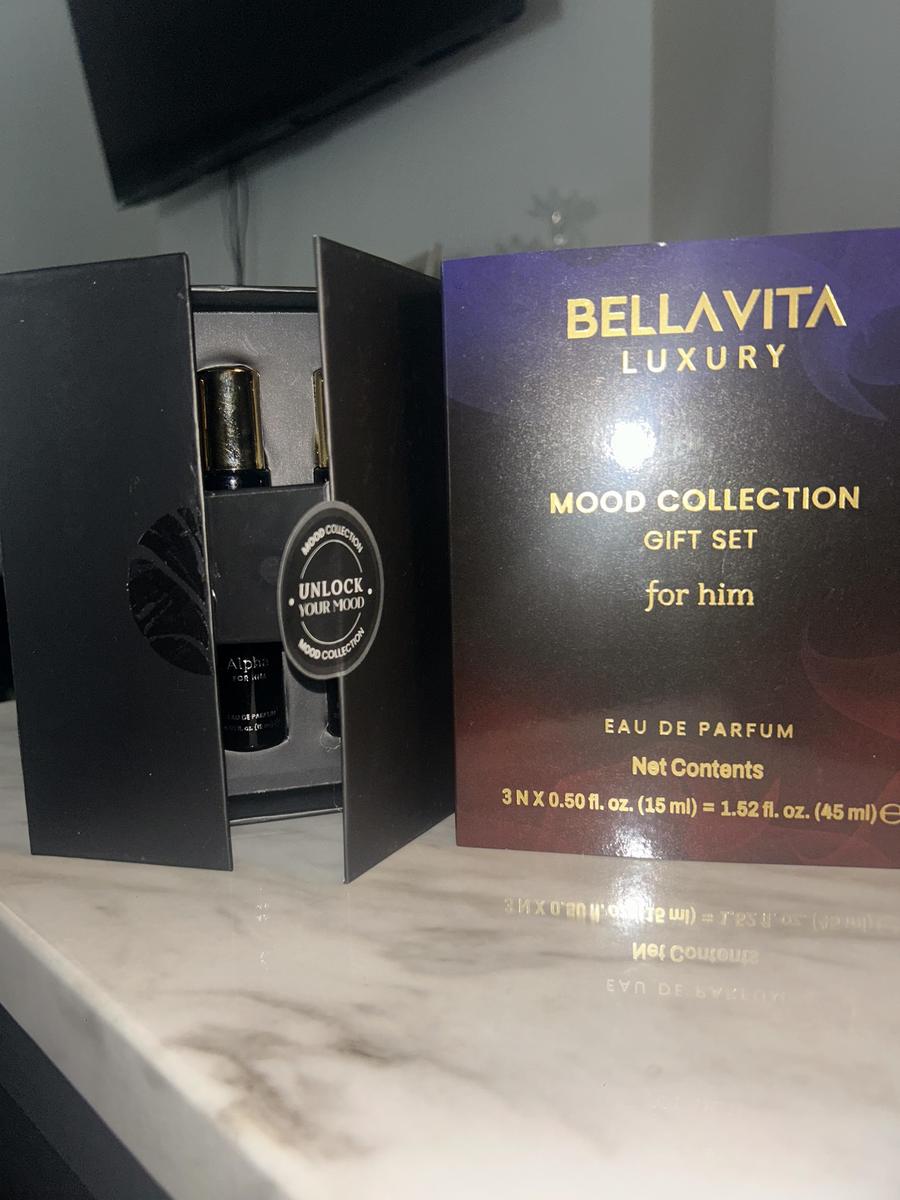 MOOD COLLECTION
UNLOCK
YOUR MOOD
MOOD COLLECTION
Alpha
FOR HIM
EAU DE PARFUM
BELLAVITA
LUXURY
MOOD COLLECTION
GIFT SET
for him
EAU DE PARFUM
Net Contents
3 N X 0.50 fl. oz. (15 ml) = 1.52 fl. oz. (45 ml) ℮